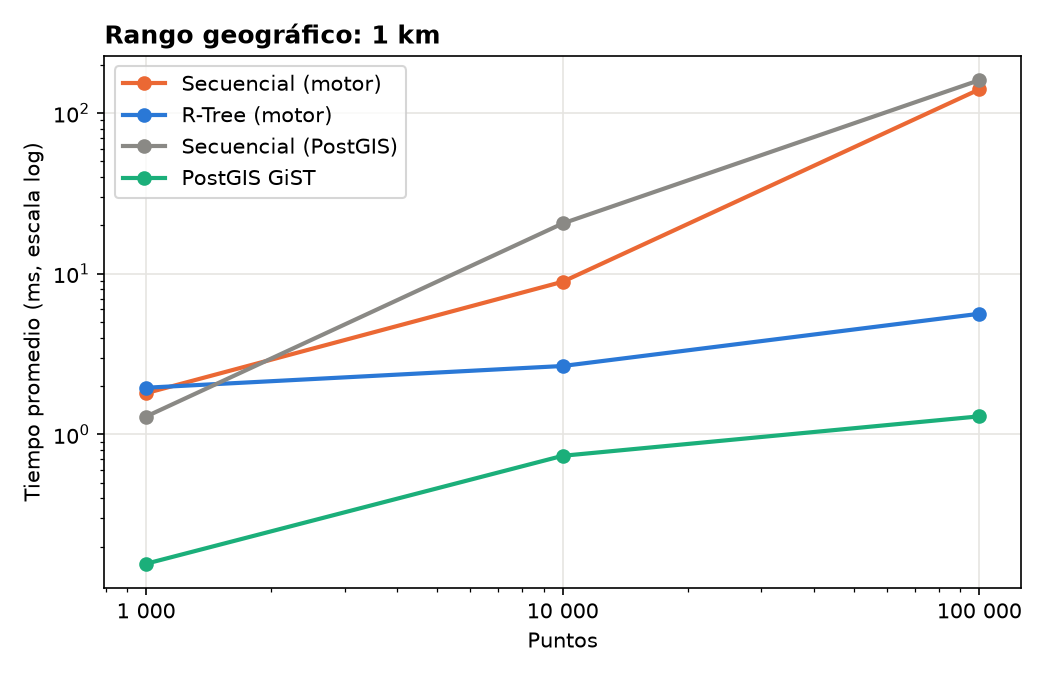 Rango geográfico: 1 km
Secuencial (motor)
R-Tree (motor)
Secuencial (PostGIS)
PostGIS GiST
Tiempo promedio (ms, escala log)
10²
10¹
10⁰
1 000
10 000
100 000
Puntos